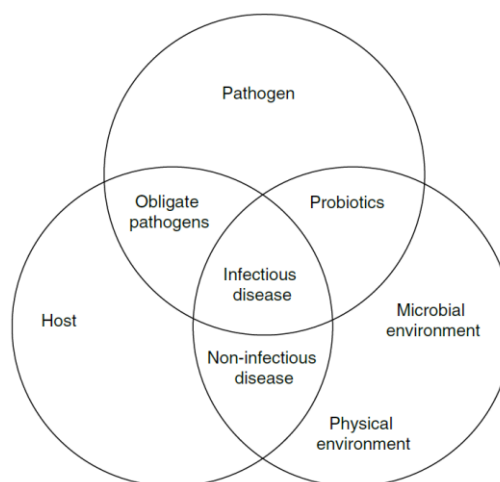 Pathogen
Obligate
pathogens
Probiotics
Infectious
disease
Host
Microbial
environment
Non-infectious
disease
Physical
environment